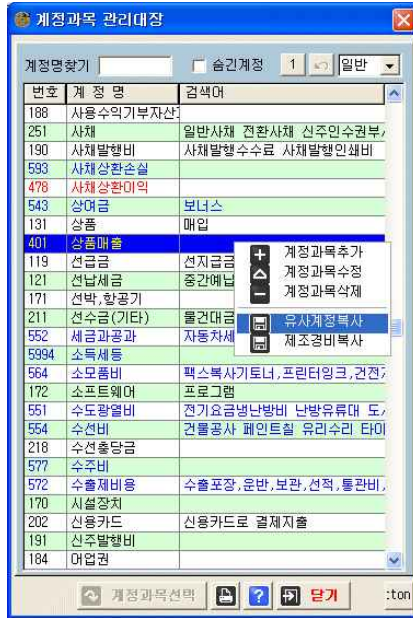 계정과목 관리대장
계정명찾기 숨긴계정 1 일반
번호 계 정 명 검색어
188 사용수익기부자산
251 사채 일반사채 전환사채 신주인수권부
190 사채발행비 사채발행수수료 사채발행인쇄비
593 사채상환손실
478 사채상환이익
543 상여금 보너스
131 상품 매입
401 상품매출
계정과목추가
119 선급금 선지급금
계정과목수정
121 선납세금 중간예납
계정과목삭제
171 선박,항공기
211 선수금(기타) 물건대금
유사계정복사
552 세금과공과 자동차세
제조경비복사
5994 소득세등
564 소모품비 팩스복사기토너,프린터잉크,건전
172 소프트웨어 프로그램
551 수도광열비 전기요금냉난방비 난방유류대 도
554 수선비 건물공사 페인트칠 유리수리 타이
218 수선충당금
577 수주비
572 수출제비용 수출포장,운반,보관,선적,통관비,
170 시설장치
202 신용카드 신용카드로 결제지출
191 신주발행비
184 어업권
계정과목선택 닫기 :ton